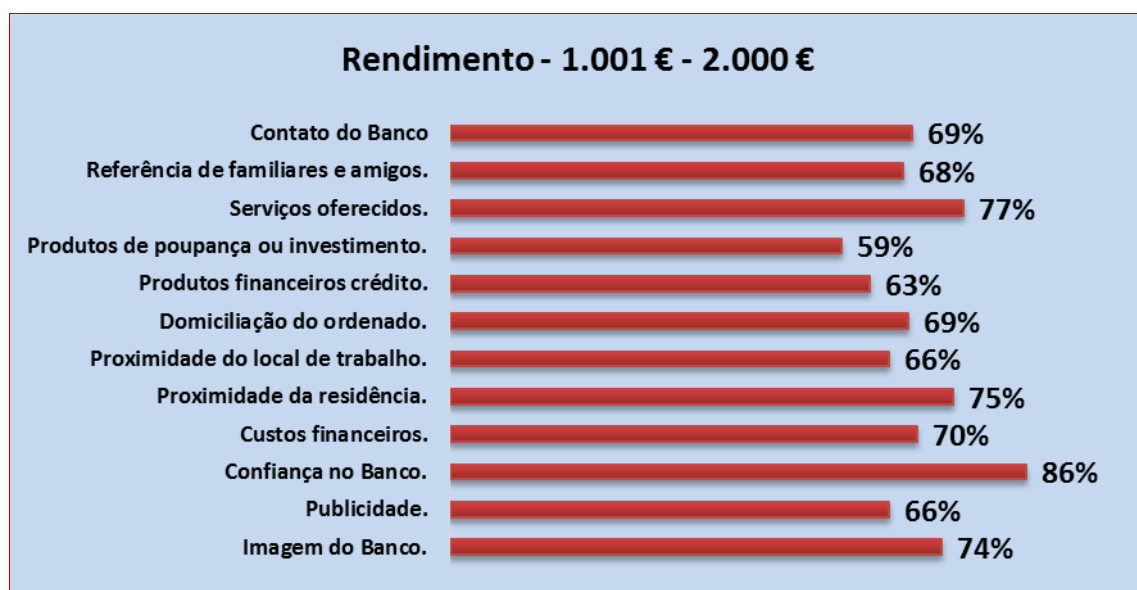 Rendimento - 1.001 € - 2.000 €
Contato do Banco 69%
Referência de familiares e amigos. 68%
Serviços oferecidos. 77%
Produtos de poupança ou investimento. 59%
Produtos financeiros crédito. 63%
Domiciliação do ordenado. 69%
Proximidade do local de trabalho. 66%
Proximidade da residência. 75%
Custos financeiros. 70%
Confiança no Banco. 86%
Publicidade. 66%
Imagem do Banco. 74%